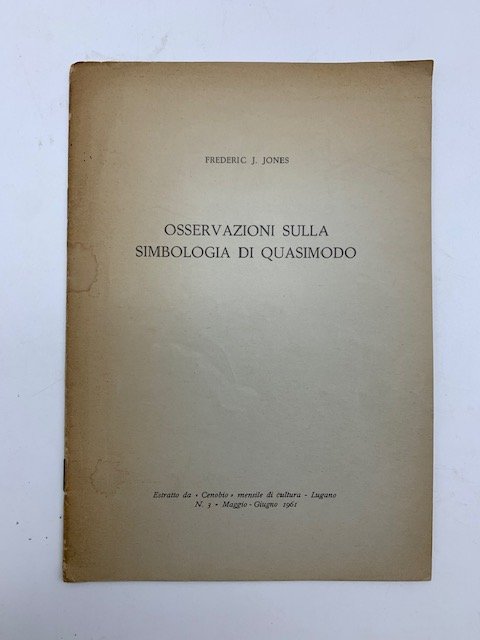 FREDERIC J. JONES
OSSERVAZIONI SULLA
SIMBOLOGIA DI QUASIMODO
Estratto da « Cenobio » mensile di cultura - Lugano
N. 3 - Maggio - Giugno 1961